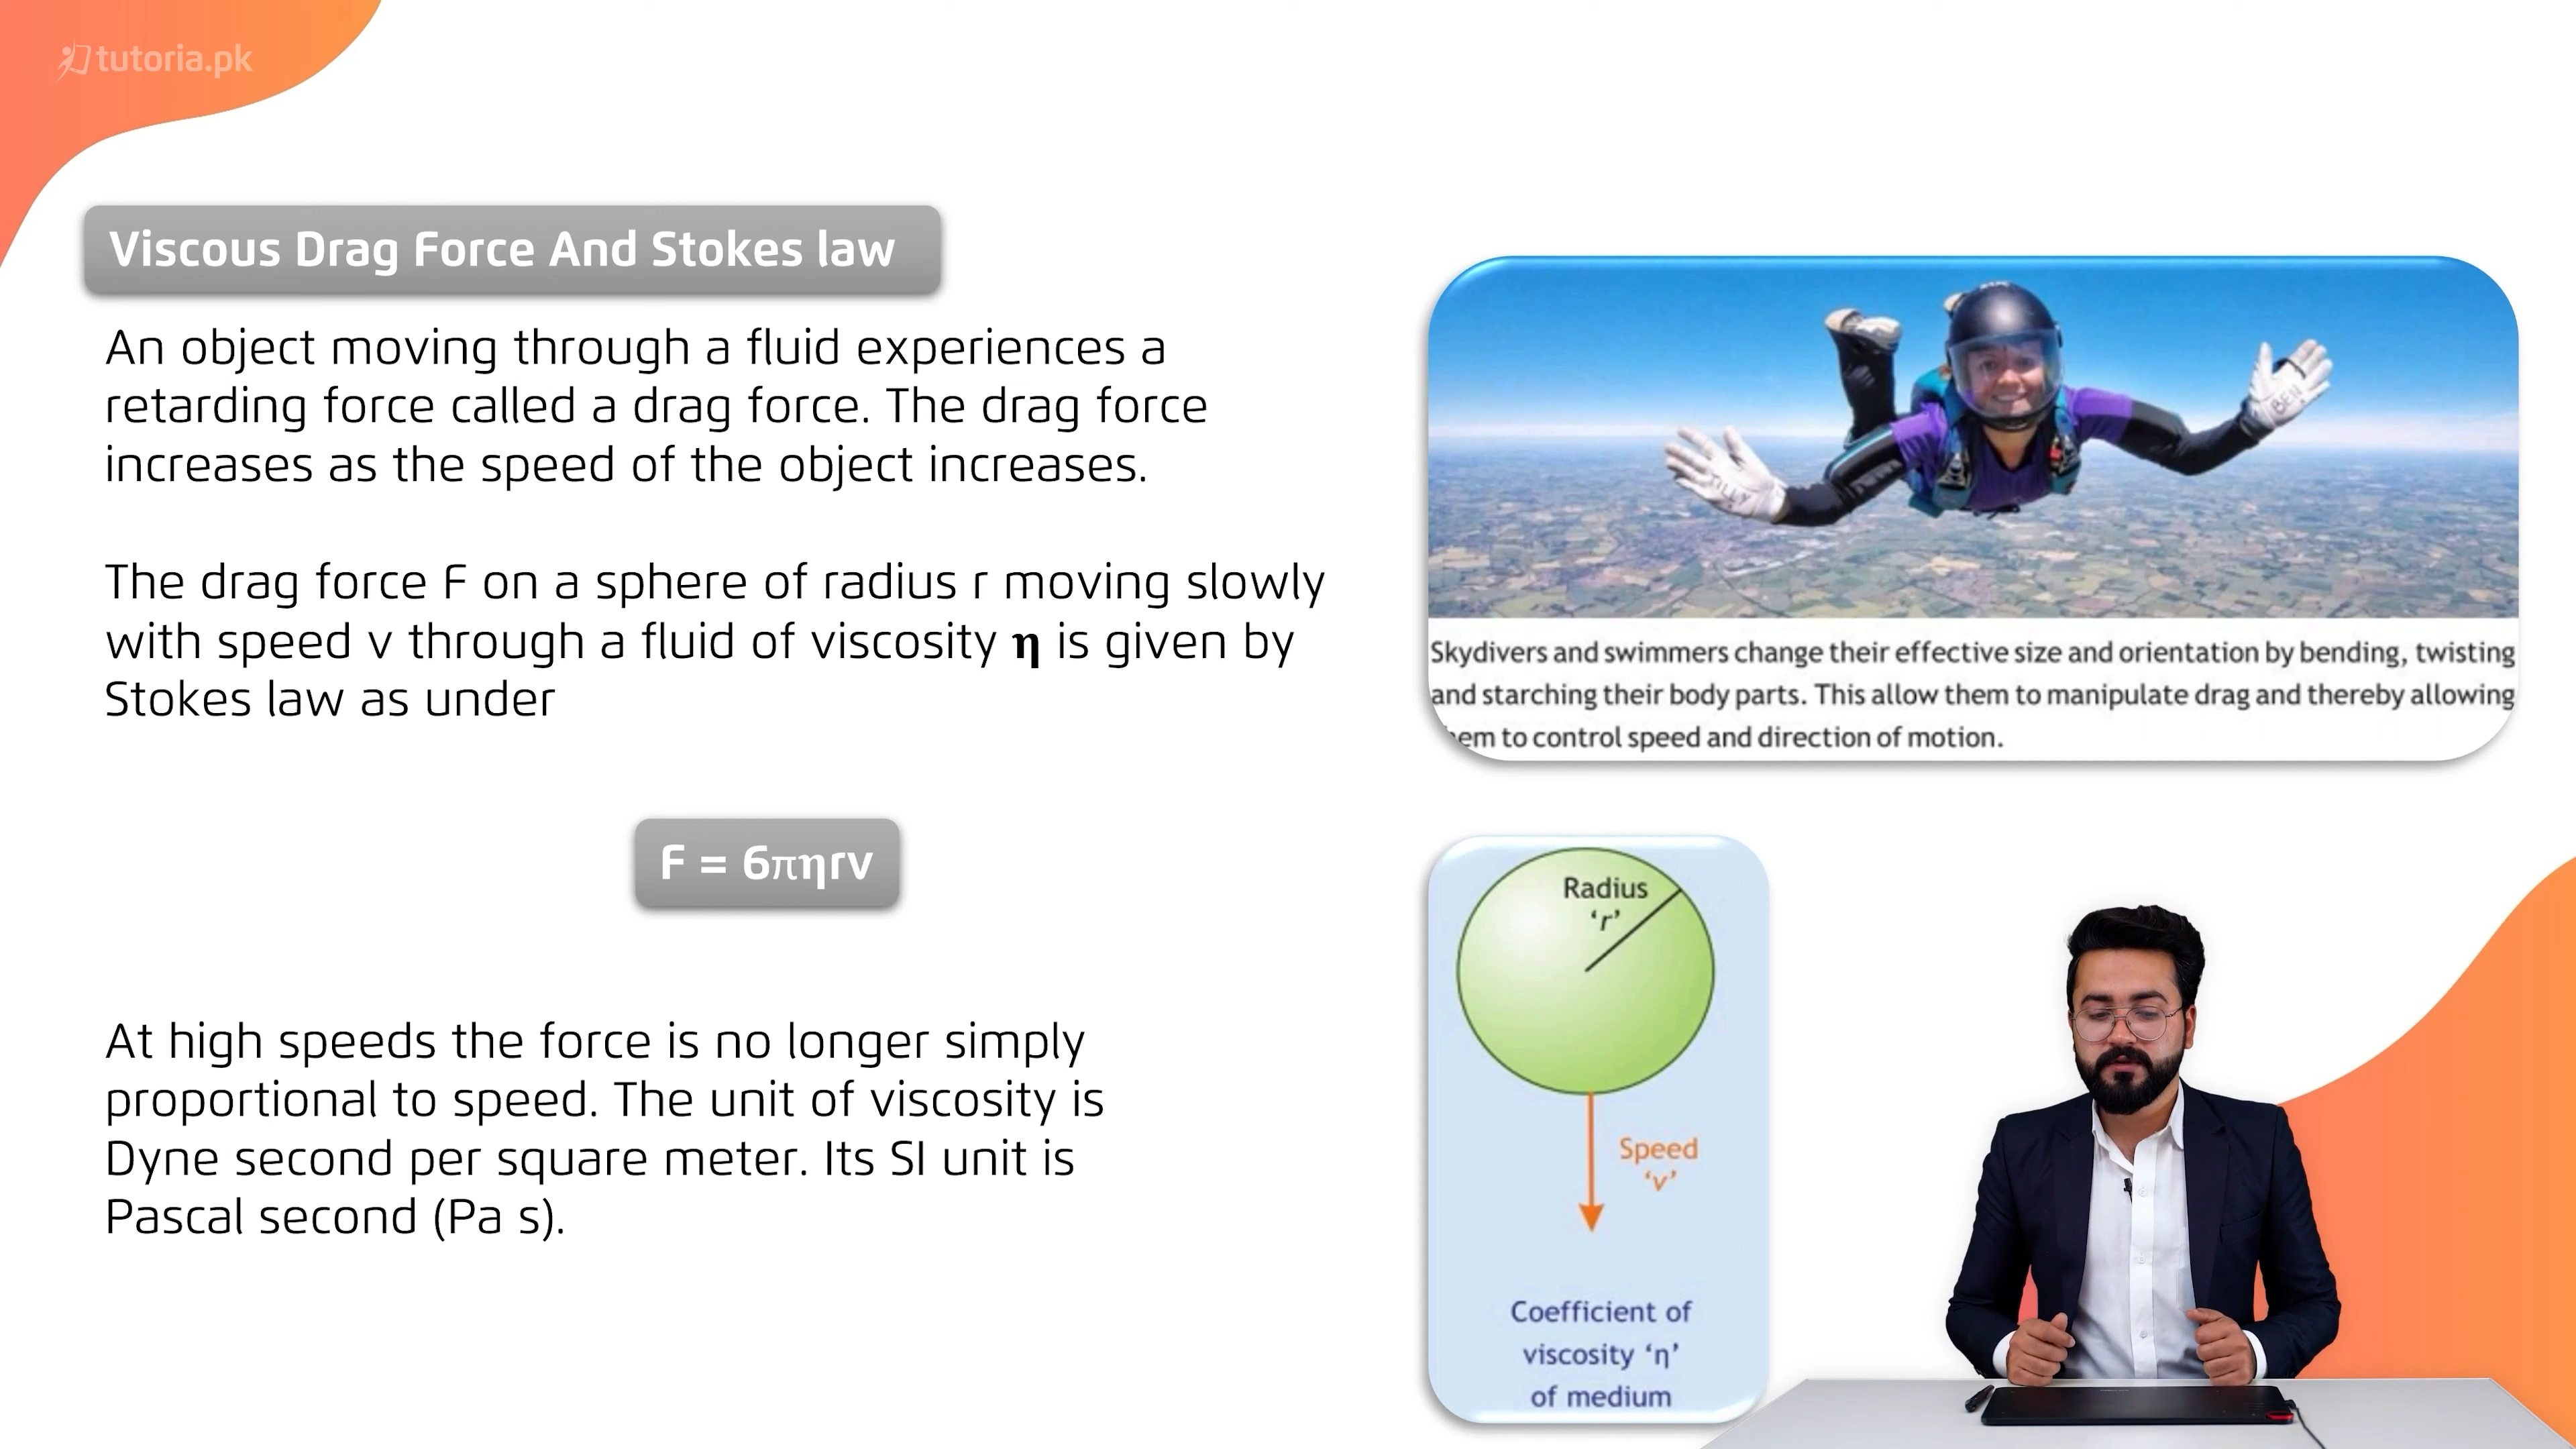 tutoria.pk
Viscous Drag Force And Stokes law
An object moving through a fluid experiences a
retarding force called a drag force. The drag force
increases as the speed of the object increases.
The drag force F on a sphere of radius r moving slowly
with speed v through a fluid of viscosity η is given by
Stokes law as under
F = 6πηrv
At high speeds the force is no longer simply
proportional to speed. The unit of viscosity is
Dyne second per square meter. Its SI unit is
Pascal second (Pa s).
TILLY
BEN
Skydivers and swimmers change their effective size and orientation by bending, twisting
and starching their body parts. This allow them to manipulate drag and thereby allowing
hem to control speed and direction of motion.
Radius
‘r’
Speed
‘v’
Coefficient of
viscosity ‘η’
of medium